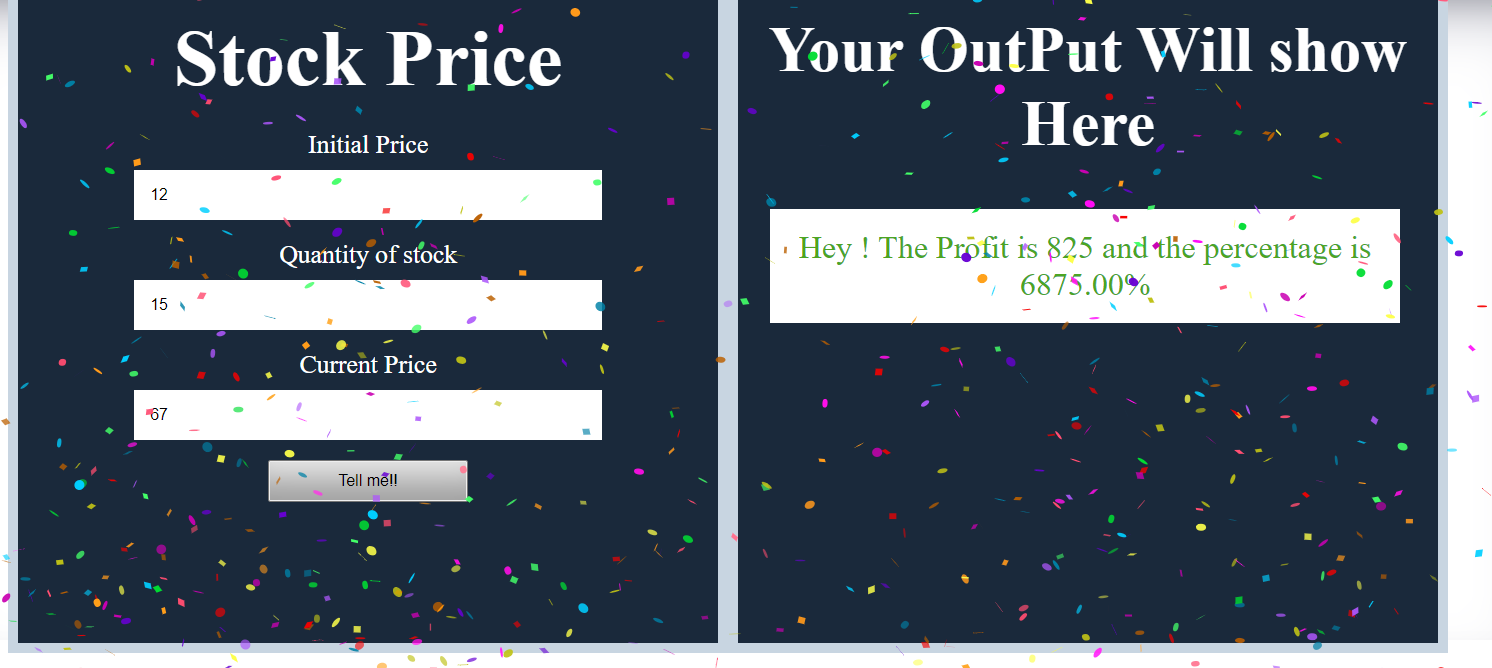 Stock Price
Initial Price
12
Quantity of stock
15
Current Price
67
Tell me!!
Your OutPut Will show
Here
Hey ! The Profit is 825 and the percentage is
6875.00%